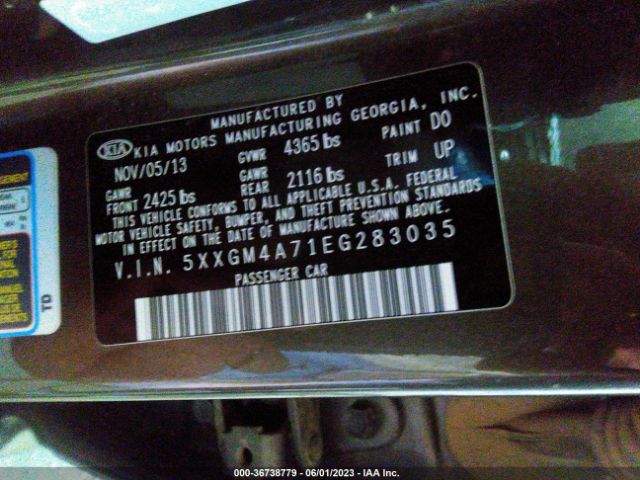 MANUFACTURED BY
KIA KIA MOTORS MANUFACTURING GEORGIA, INC.
NOV/05/13 GVWR 4365 lbs PAINT D0
GAWR FRONT 2425 lbs GAWR REAR 2116 lbs TRIM UP
THIS VEHICLE CONFORMS TO ALL APPLICABLE U.S.A. FEDERAL
MOTOR VEHICLE SAFETY, BUMPER, AND THEFT PREVENTION STANDARDS
IN EFFECT ON THE DATE OF MANUFACTURE SHOWN ABOVE.
V.I.N. 5XXGM4A71EG283035
PASSENGER CAR
TD
000-36738779 - 06/01/2023 - IAA Inc.